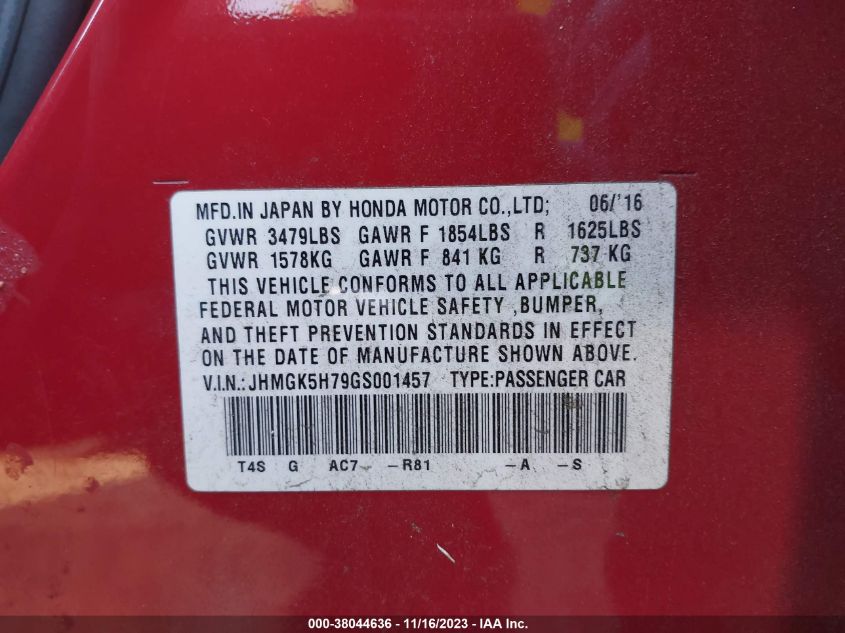 MFD.IN JAPAN BY HONDA MOTOR CO.,LTD; 06/'16
GVWR 3479LBS GAWR F 1854LBS R 1625LBS
GVWR 1578KG GAWR F 841 KG R 737 KG
THIS VEHICLE CONFORMS TO ALL APPLICABLE
FEDERAL MOTOR VEHICLE SAFETY ,BUMPER,
AND THEFT PREVENTION STANDARDS IN EFFECT
ON THE DATE OF MANUFACTURE SHOWN ABOVE.
V.I.N.:JHMGK5H79GS001457 TYPE:PASSENGER CAR
T4S G AC7 -R81 -A -S
000-38044636 - 11/16/2023 - IAA Inc.